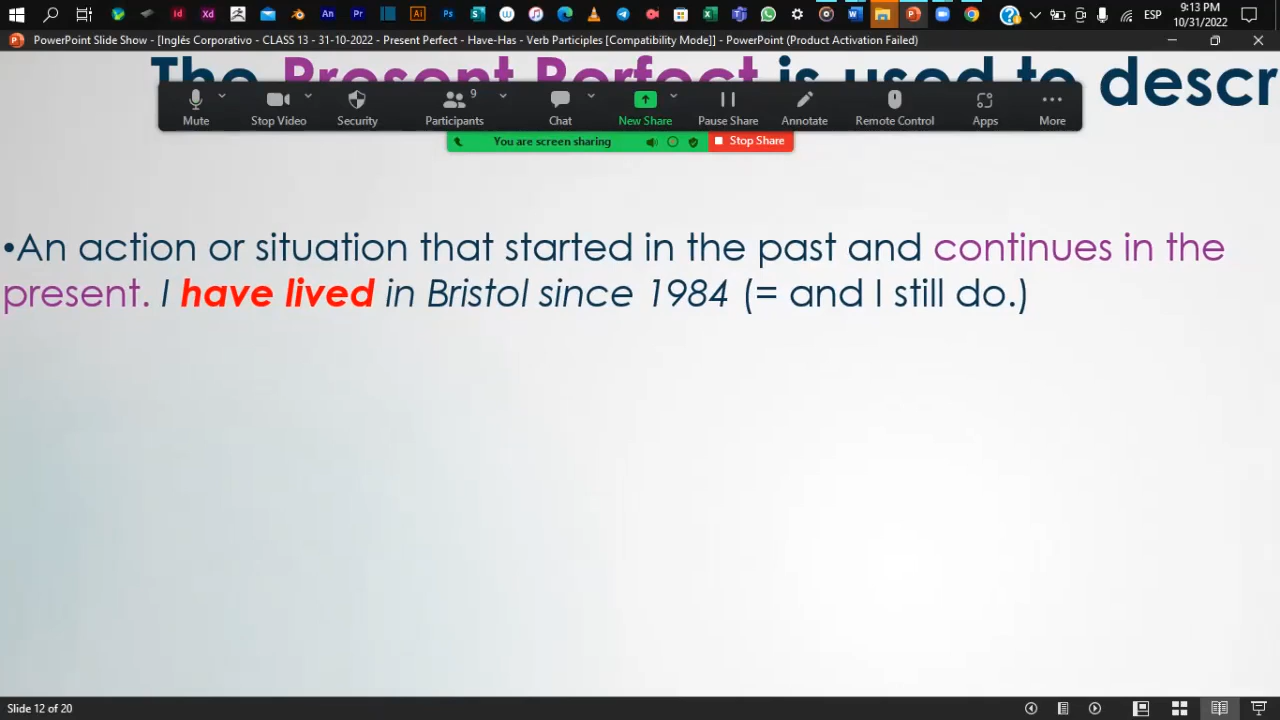 9:13 PM
ESP
10/31/2022
PowerPoint Slide Show - [Inglés Corporativo - CLASS 13 - 31-10-2022 - Present Perfect - Have-Has - Verb Participles [Compatibility Mode]] - PowerPoint (Product Activation Failed)
The Present Perfect is used to descr
9
Mute Stop Video Security Participants Chat New Share Pause Share Annotate Remote Control Apps More
You are screen sharing Stop Share
•An action or situation that started in the past and continues in the
present. I have lived in Bristol since 1984 (= and I still do.)
Slide 12 of 20